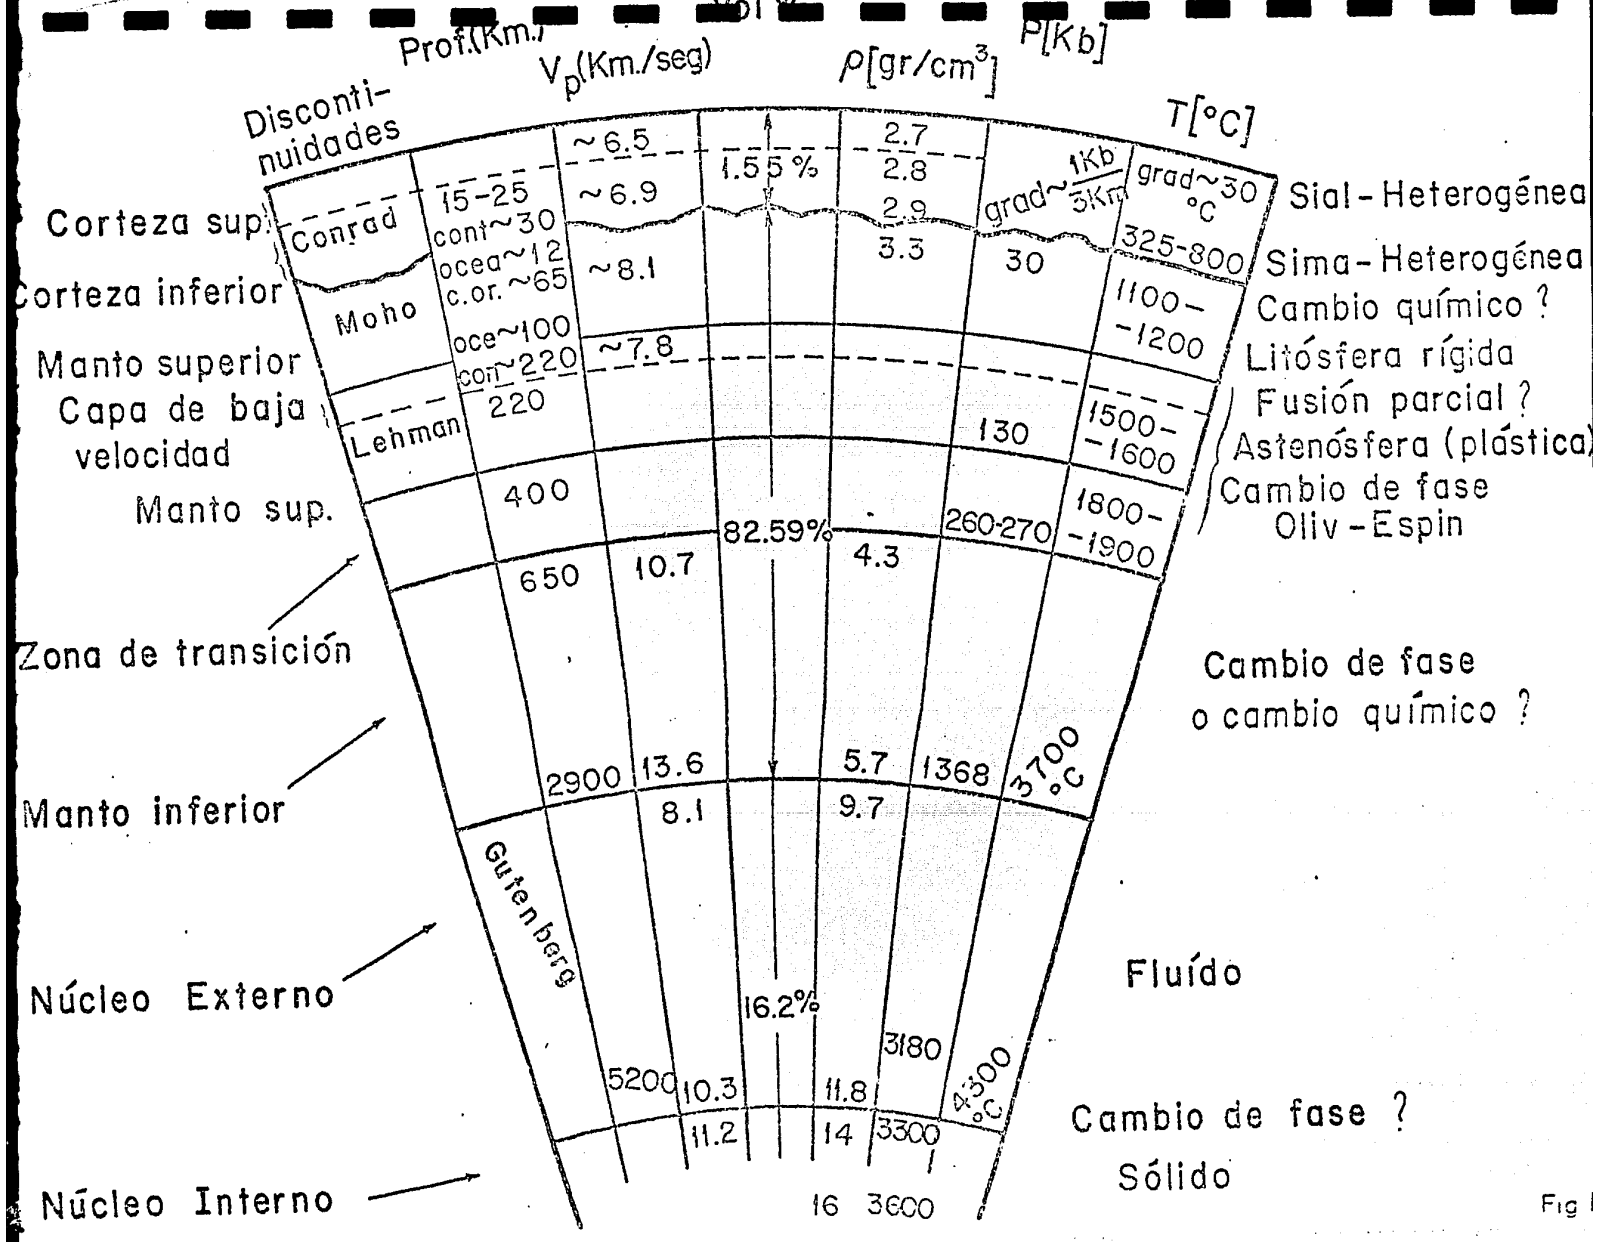 Prof.(Km.)
Vp(Km./seg)
Vol %
ρ[gr/cm³]
P[Kb]
T[°C]
Disconti-
nuidades
~6.5
1.55%
2.7
2.8
2.9
3.3
15-25
~6.9
grad~1Kb/3Km
grad~30
°C
Sial-Heterogénea
Corteza sup.
Conrad
cont~30
ocea~12
c.or.~65
~8.1
30
325-800
Sima-Heterogénea
Corteza inferior
Moho
1100-
-1200
Cambio químico ?
Manto superior
oce~100
con~220
~7.8
Litósfera rígida
Capa de baja
velocidad
Lehman
220
130
1500-
-1600
Fusión parcial ?
Astenósfera (plástica)
Manto sup.
400
82.59%
260-270
1800-
-1900
Cambio de fase
Oliv-Espin
650
10.7
4.3
Zona de transición
Cambio de fase
o cambio químico ?
Manto inferior
2900
13.6
5.7
1368
3700
°C
8.1
9.7
Gutenberg
Núcleo Externo
16.2%
Fluído
5200
10.3
11.8
3180
4300
°C
11.2
14
3300
Cambio de fase ?
Sólido
Núcleo Interno
16 3600
Fig 1